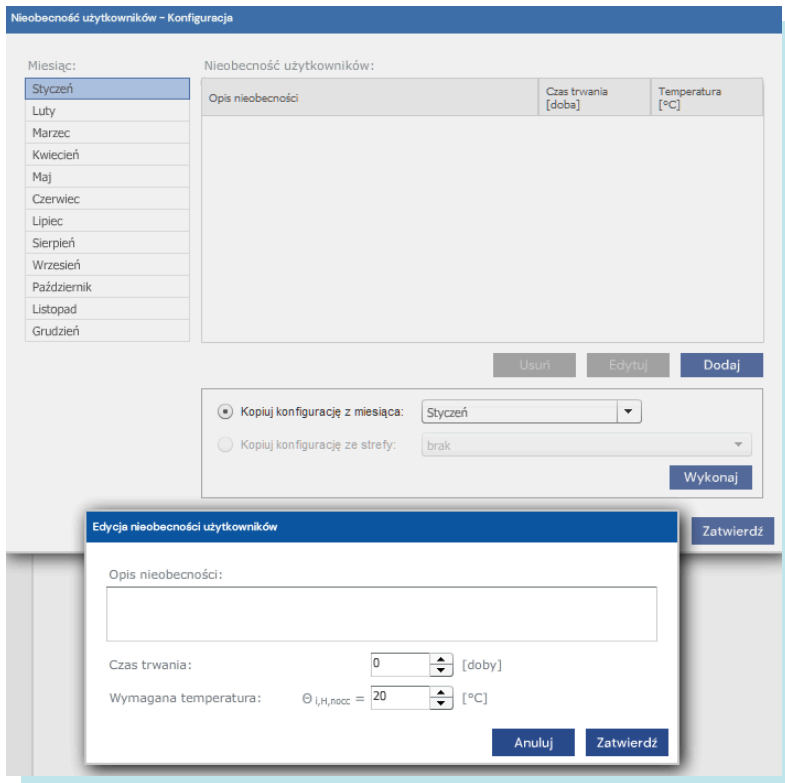 Nieobecność użytkowników – Konfiguracja
Miesiąc:
Nieobecność użytkowników:
Styczeń
Luty
Marzec
Kwiecień
Maj
Czerwiec
Lipiec
Sierpień
Wrzesień
Październik
Listopad
Grudzień
Opis nieobecności
Czas trwania
[doba]
Temperatura
[°C]
Usuń Edytuj Dodaj
Kopiuj konfigurację z miesiąca: Styczeń
Kopiuj konfigurację ze strefy: brak
Wykonaj
Zatwierdź
Edycja nieobecności użytkowników
Opis nieobecności:
Czas trwania: 0 [doby]
Wymagana temperatura: Θ i,H,nocc = 20 [°C]
Anuluj Zatwierdź